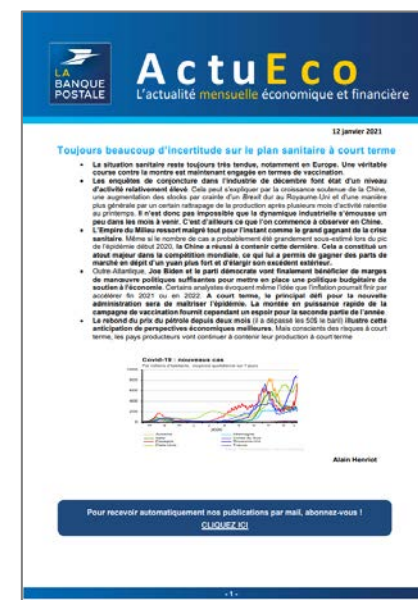 LA
BANQUE
POSTALE
ActuEco
L'actualité mensuelle économique et financière
12 janvier 2021
Toujours beaucoup d'incertitude sur le plan sanitaire à court terme
• La situation sanitaire reste toujours très tendue, notamment en Europe. Une véritable
course contre la montre est maintenant engagée en termes de vaccination.
• Les enquêtes de conjoncture dans l'industrie de décembre font état d'un niveau
d'activité relativement élevé. Cela peut s'expliquer par la croissance soutenue de la Chine,
une augmentation des stocks par crainte d'un Brexit dur au Royaume-Uni et d'une manière
plus générale par un certain rattrapage de la production après plusieurs mois d'activité ralentie
au printemps. Il n'est donc pas impossible que la dynamique industrielle s'émousse un
peu dans les mois à venir. C'est d'ailleurs ce que l'on commence à observer en Chine.
• L'Empire du Milieu ressort malgré tout pour l'instant comme le grand gagnant de la crise
sanitaire. Même si le nombre de cas a probablement été grandement sous-estimé lors du pic
de l'épidémie début 2020, la Chine a réussi à contenir cette dernière. Cela a constitué un
atout majeur dans la compétition mondiale, ce qui lui a permis de gagner des parts de
marché en dépit d'un yuan plus fort et d'élargir son excédent extérieur.
• Outre-Atlantique, Joe Biden et le parti démocrate vont finalement bénéficier de marges
de manœuvre politiques suffisantes pour mettre en place une politique budgétaire de
soutien à l'économie. Certains analystes évoquent même l'idée que l'inflation pourrait finir par
accélérer fin 2021 ou en 2022. A court terme, le principal défi pour la nouvelle
administration sera de maîtriser l'épidémie. La montée en puissance rapide de la
campagne de vaccination fournit cependant un espoir pour la seconde partie de l'année
• Le rebond du prix du pétrole depuis deux mois (il a dépassé les 50$ le baril) illustre cette
anticipation de perspectives économiques meilleures. Mais conscients des risques à court
terme, les pays producteurs vont continuer à contenir leur production à court terme
Covid-19 : nouveaux cas
Par millions d'habitants, moyenne quotidienne sur 7 jours
2020
Alain Henriot
Pour recevoir automatiquement nos publications par mail, abonnez-vous !
CLIQUEZ ICI
- 1 -